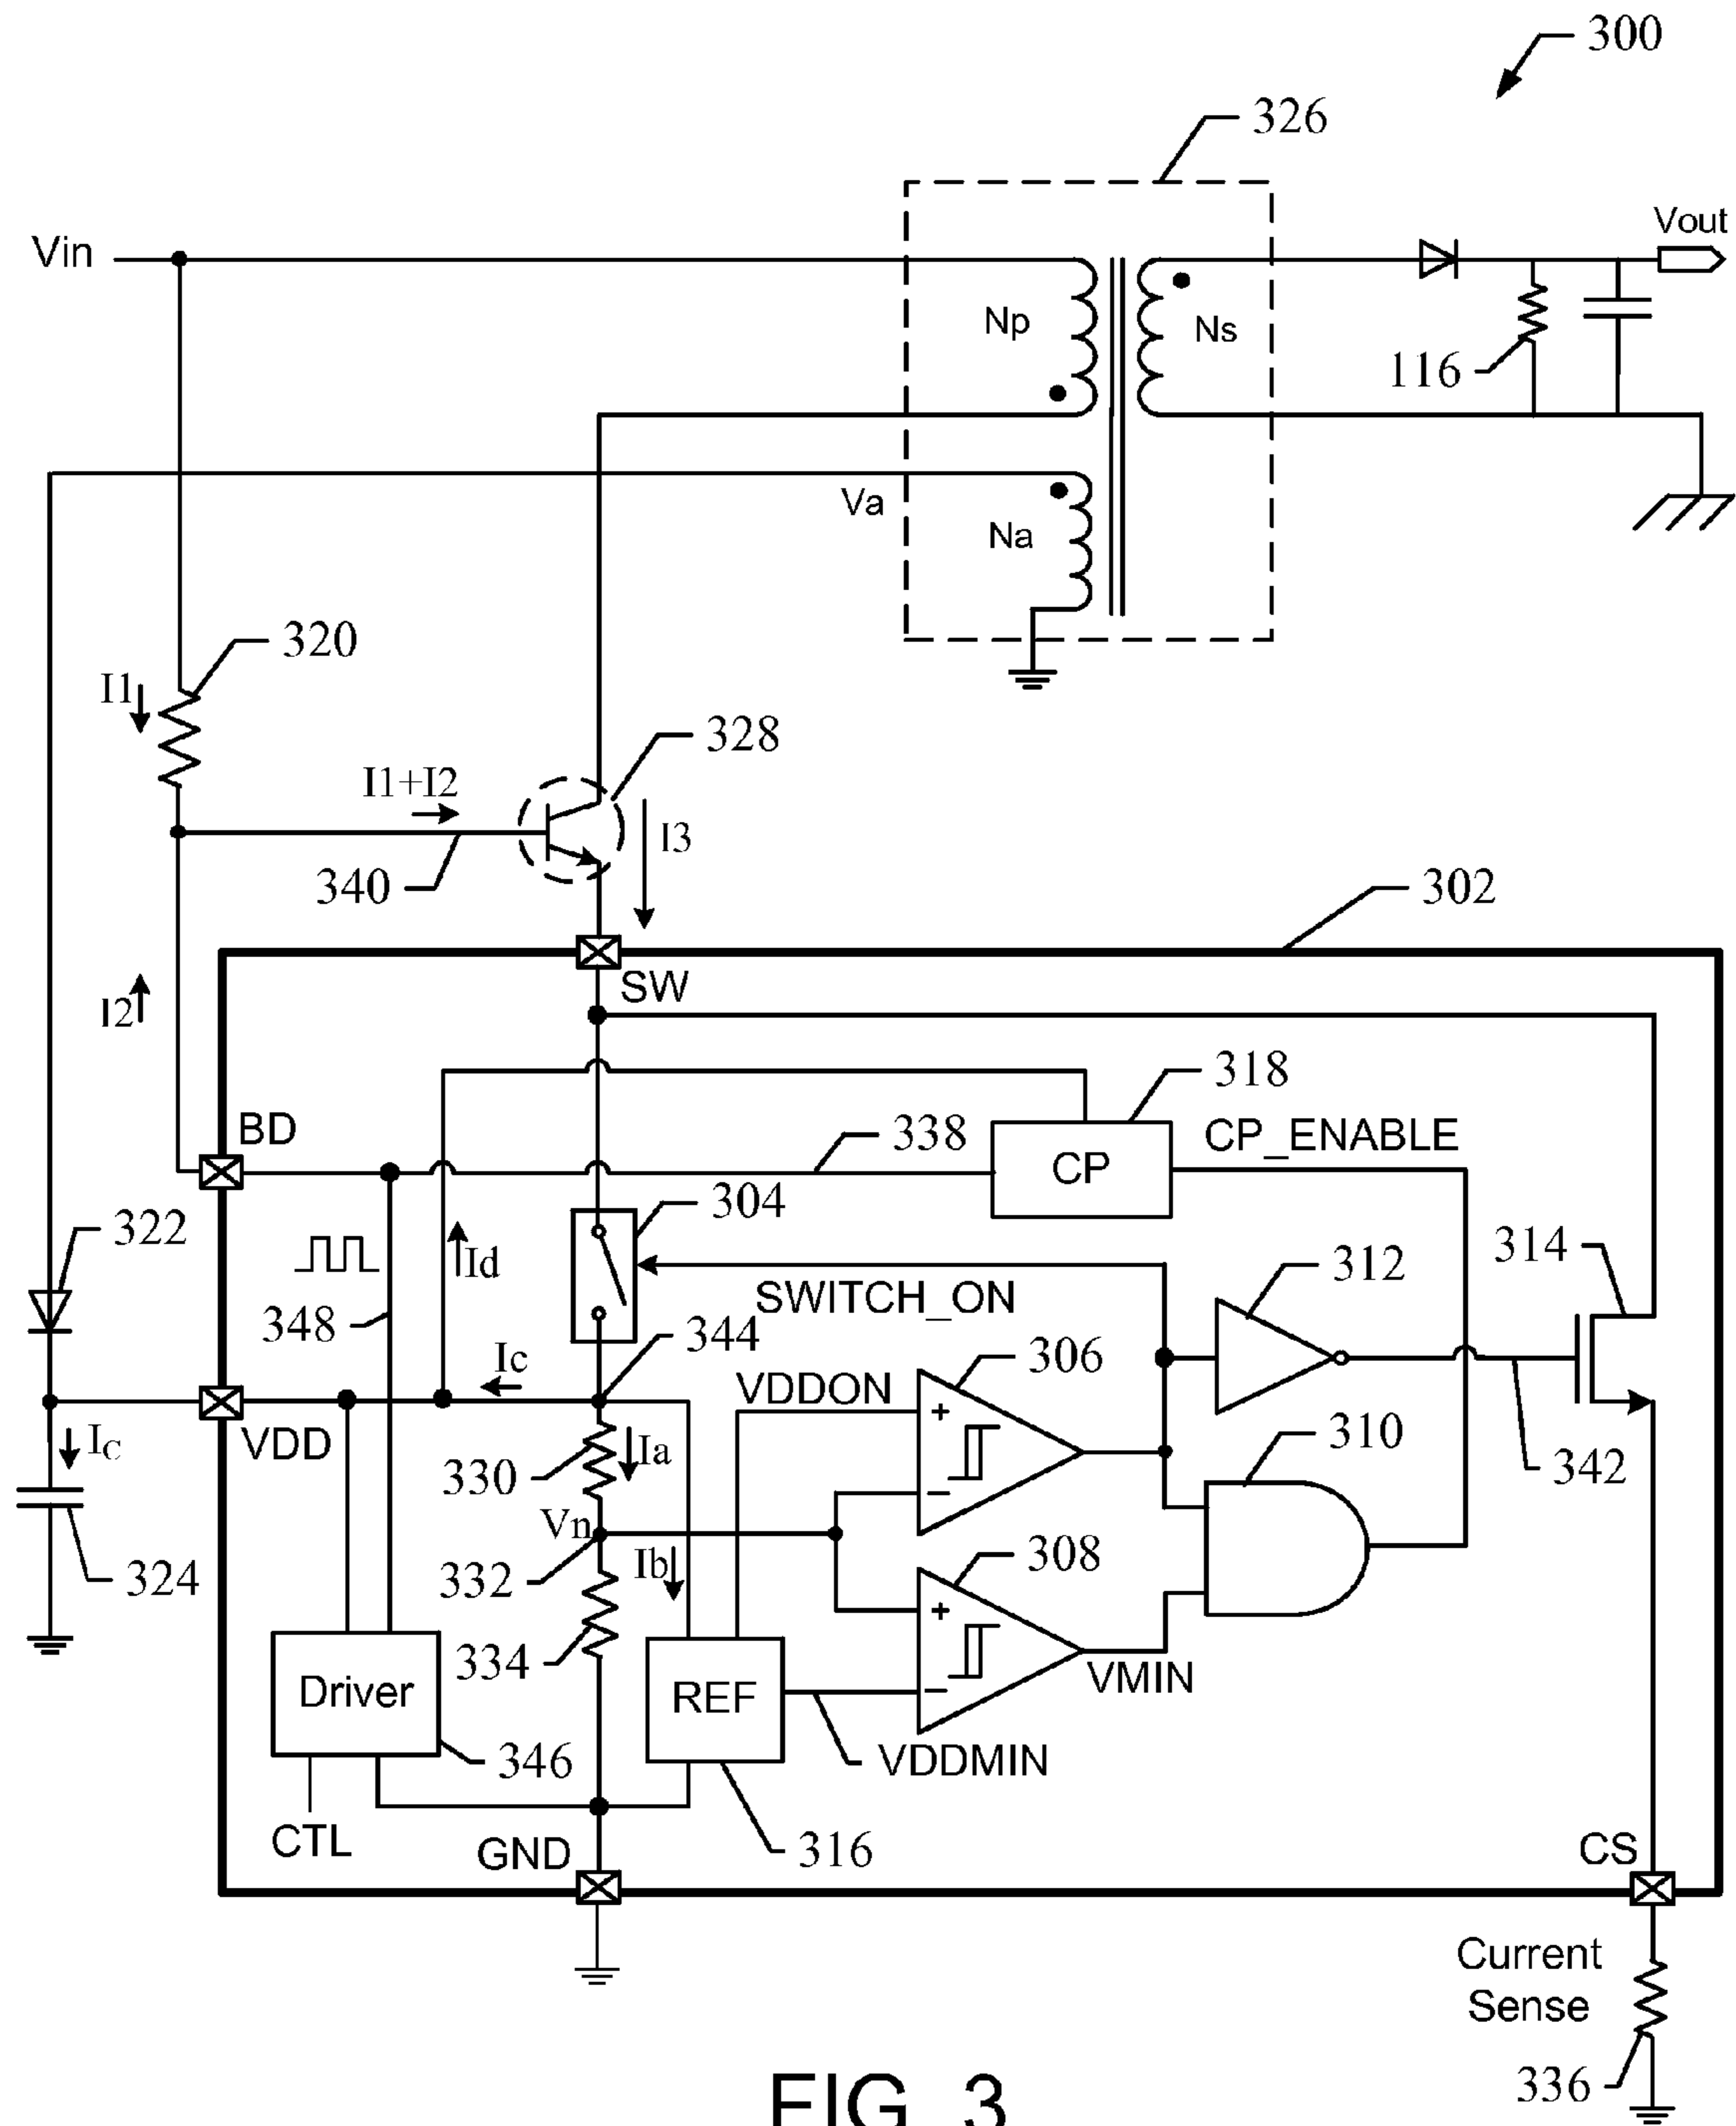 300
326
Vin
Vout
Np
Ns
116
Va
Na
320
I1
328
I1+I2
I3
340
302
SW
I2
318
BD
338
CP_ENABLE
CP
304
322
Id
314
312
SWITCH_ON
348
344
306
Ic
VDDON
+
VDD
Ic
330
Ia
310
342
−
Vn
308
324
332
Ib
+
334
Driver
REF
VMIN
−
346
VDDMIN
CTL
GND
316
CS
Current
Sense
336
FIG. 3